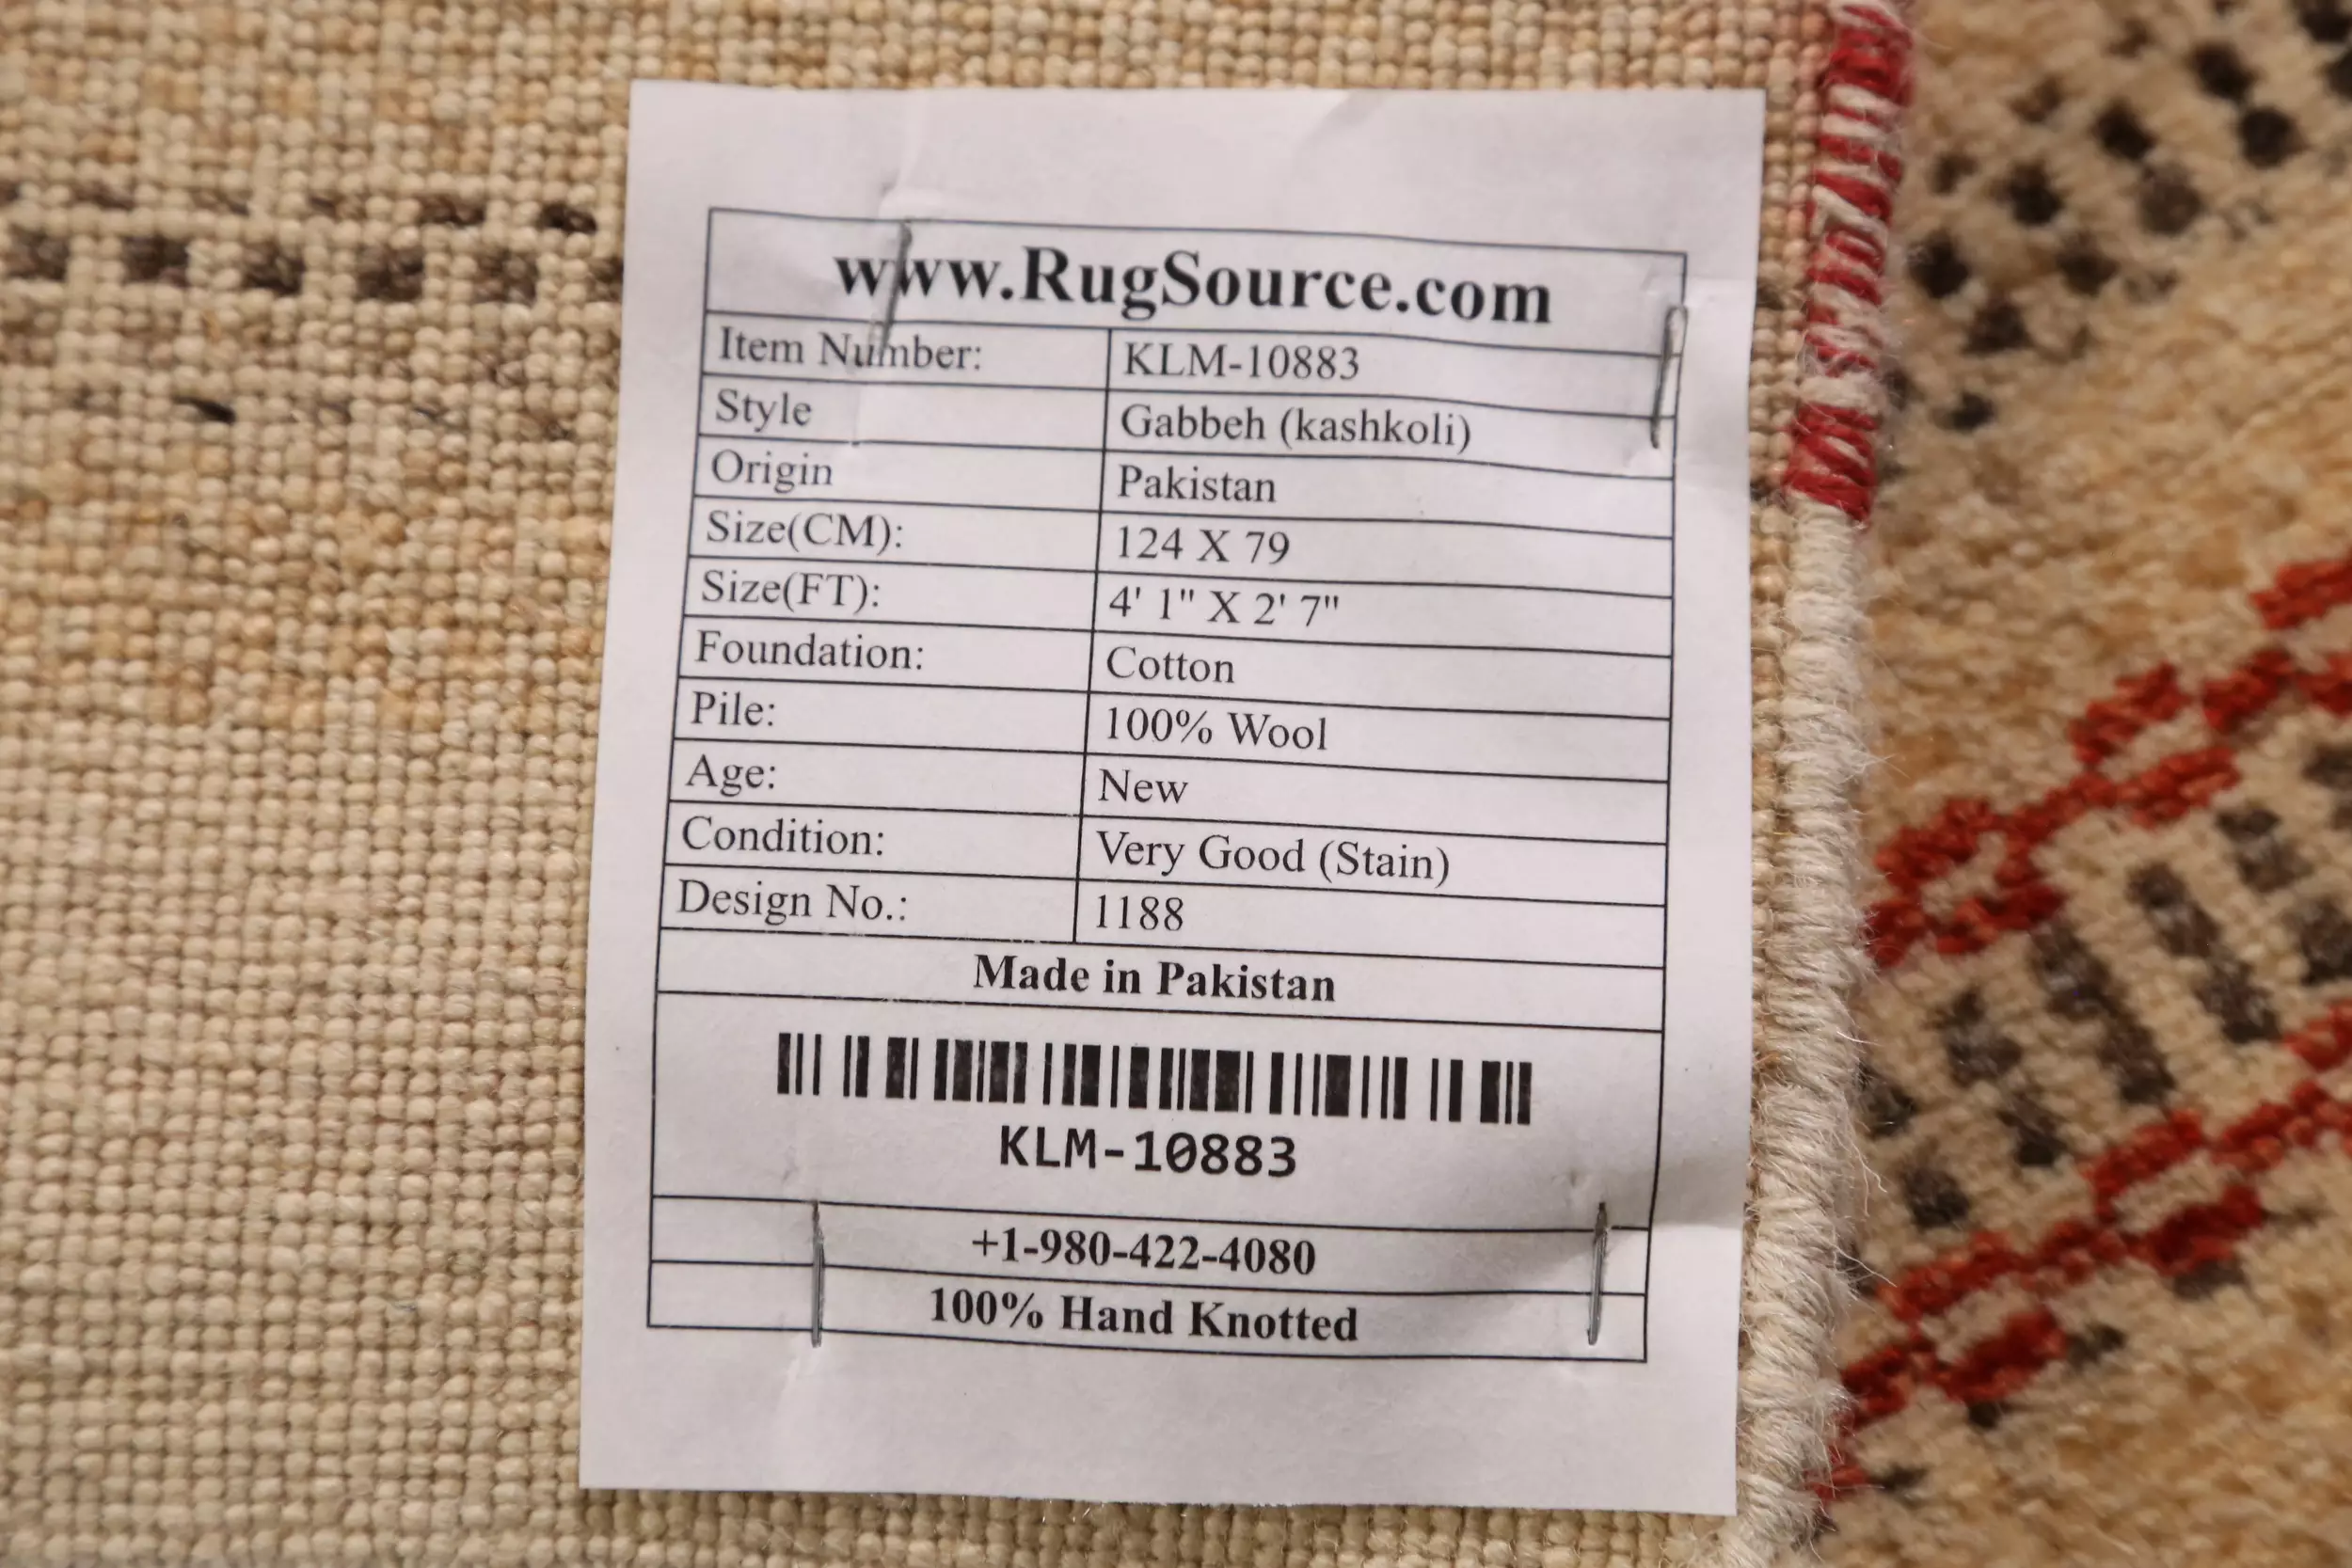 www.RugSource.com
Item Number: KLM-10883
Style Gabbeh (kashkoli)
Origin Pakistan
Size(CM): 124 X 79
Size(FT): 4' 1" X 2' 7"
Foundation: Cotton
Pile: 100% Wool
Age: New
Condition: Very Good (Stain)
Design No.: 1188
Made in Pakistan
KLM-10883
+1-980-422-4080
100% Hand Knotted